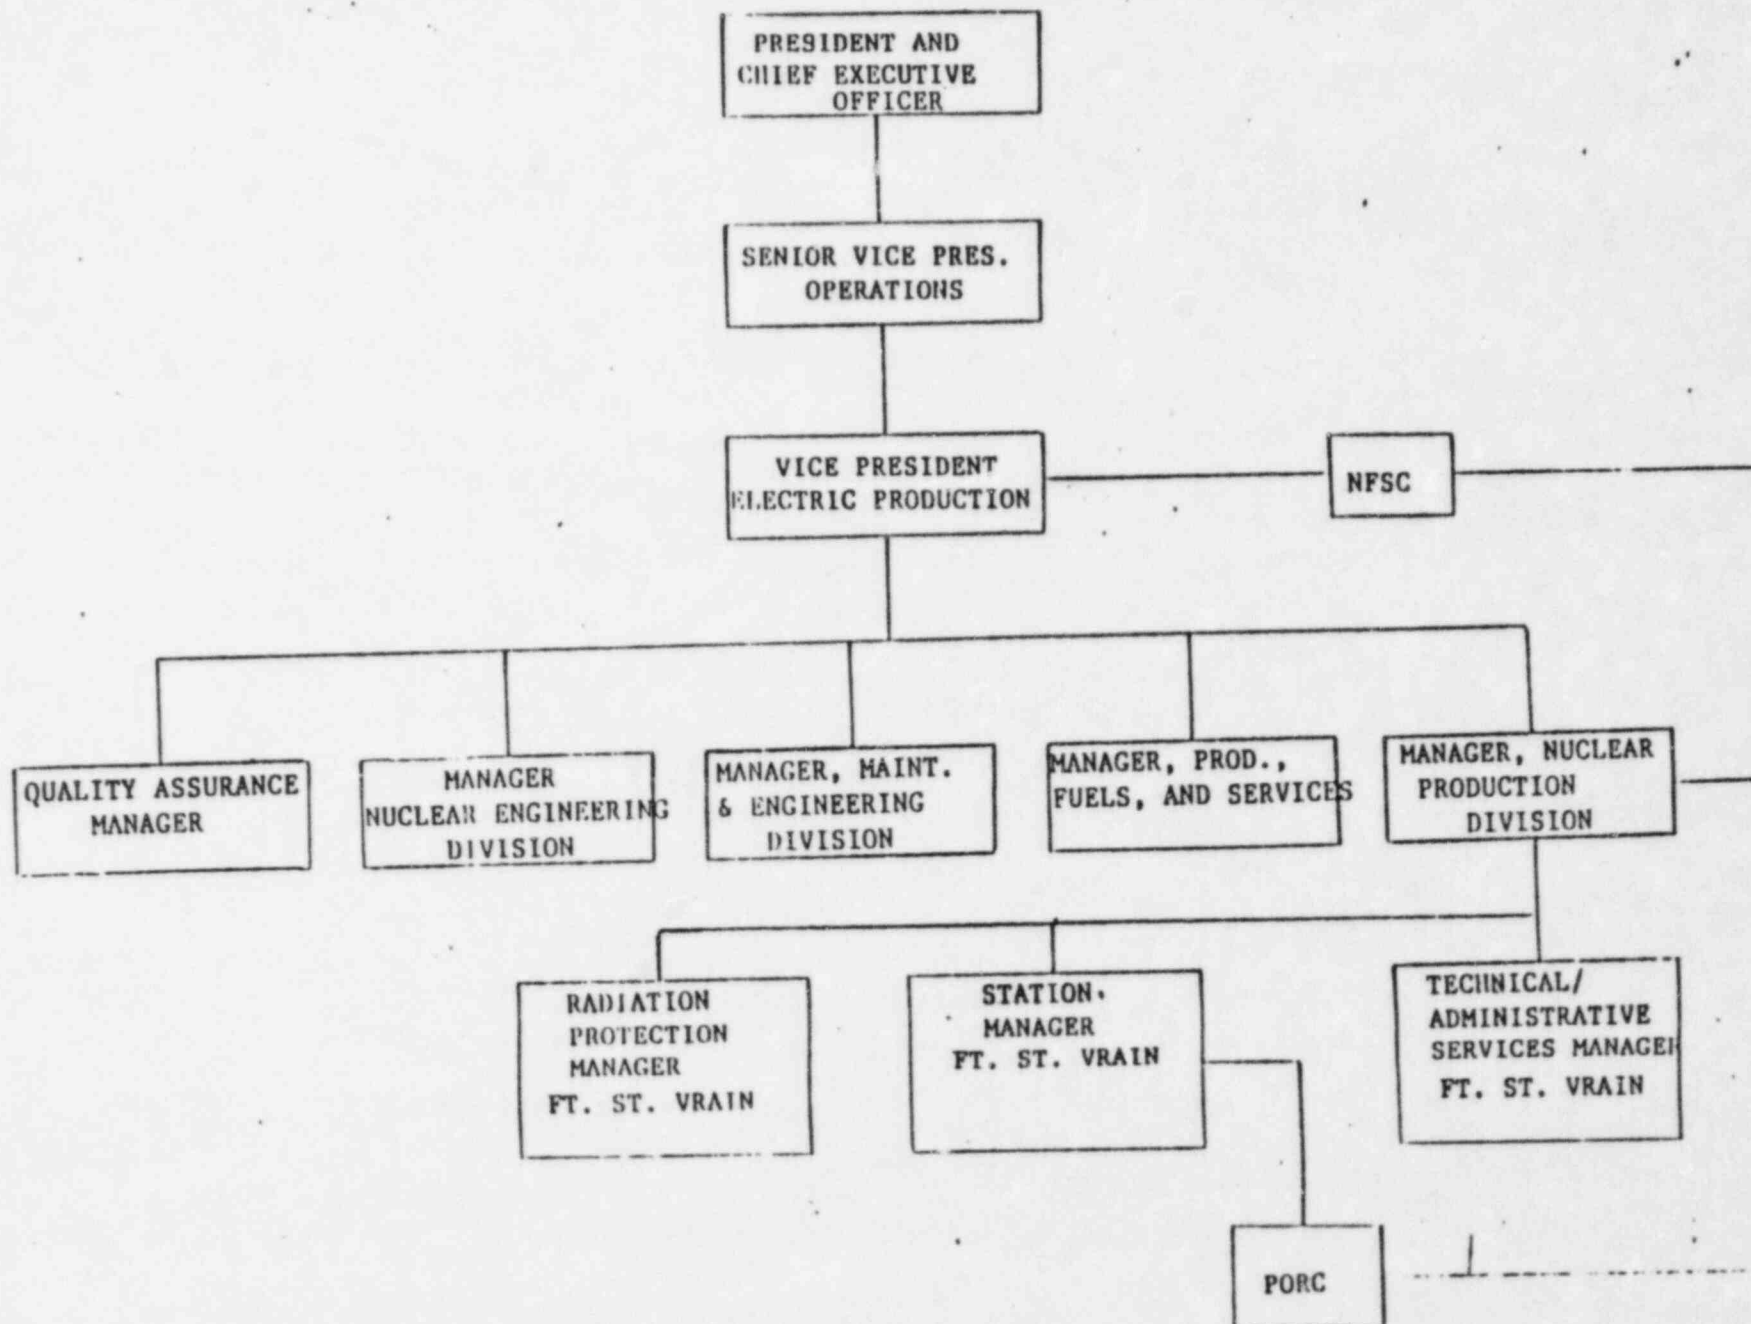 PRESIDENT AND
CHIEF EXECUTIVE
OFFICER
SENIOR VICE PRES.
OPERATIONS
VICE PRESIDENT
ELECTRIC PRODUCTION
NFSC
QUALITY ASSURANCE
MANAGER
MANAGER
NUCLEAR ENGINEERING
DIVISION
MANAGER, MAINT.
& ENGINEERING
DIVISION
MANAGER, PROD.,
FUELS, AND SERVICES
MANAGER, NUCLEAR
PRODUCTION
DIVISION
RADIATION
PROTECTION
MANAGER
FT. ST. VRAIN
STATION
MANAGER
FT. ST. VRAIN
TECHNICAL/
ADMINISTRATIVE
SERVICES MANAGER
FT. ST. VRAIN
PORC